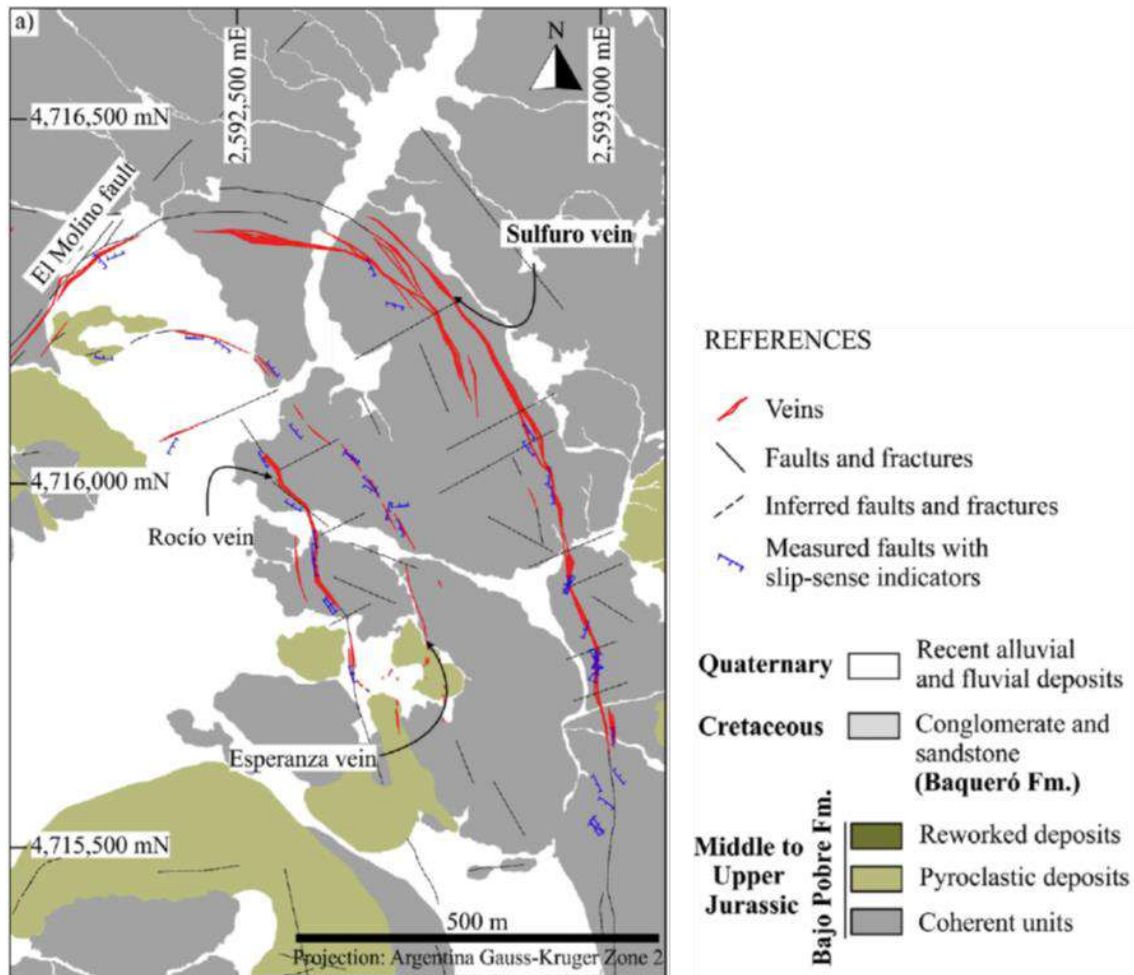 a)
2,592,500 mE
2,593,000 mE
N
4,716,500 mN
El Molino fault
Sulfuro vein
4,716,000 mN
Rocío vein
Esperanza vein
4,715,500 mN
500 m
Projection: Argentina Gauss-Kruger Zone 2
REFERENCES
Veins
Faults and fractures
Inferred faults and fractures
Measured faults with
slip-sense indicators
Quaternary
Recent alluvial
and fluvial deposits
Cretaceous
Conglomerate and
sandstone
(Baqueró Fm.)
Middle to
Upper
Jurassic
Bajo Pobre Fm.
Reworked deposits
Pyroclastic deposits
Coherent units